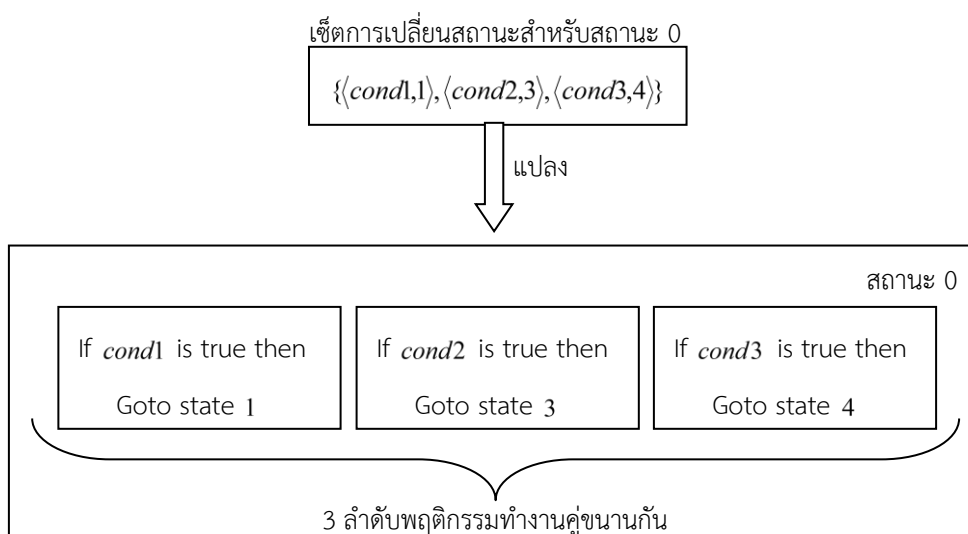 เซ็ตการเปลี่ยนสถานะสำหรับสถานะ 0
{⟨cond1,1⟩,⟨cond2,3⟩,⟨cond3,4⟩}
แปลง
สถานะ 0
If cond1 is true then
Goto state 1
If cond2 is true then
Goto state 3
If cond3 is true then
Goto state 4
3 ลำดับพฤติกรรมทำงานคู่ขนานกัน